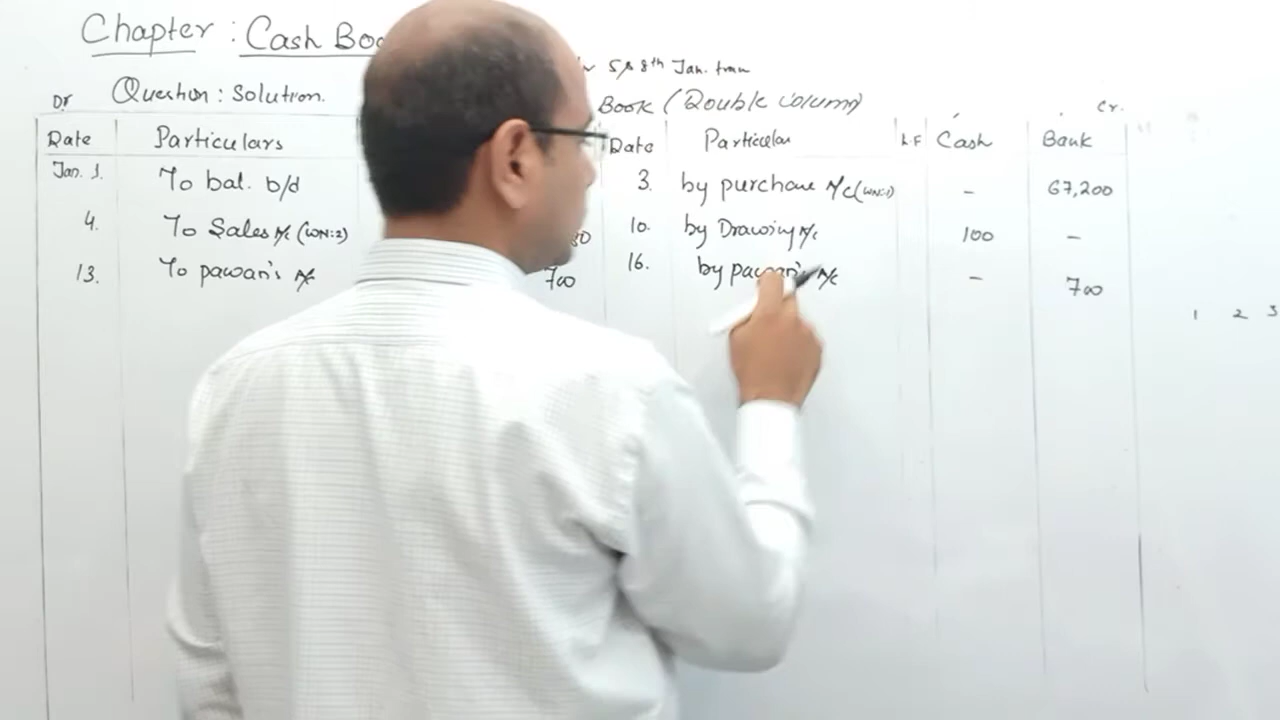 Chapter : Cash Boo
5, 8th Jan. tran
Dr Question : Solution.
Book (Double Column) Cr.
Date Particulars Date Particular L.F Cash Bank
Jan. 1. To bal. b/d 3. by purchase A/c (WN:1) - 67,200
4. To Sales A/c (WN:2) 80 10. by Drawing A/c 100 -
13. To pawan's A/c 700 16. by pawan's A/c - 700
1 2 3